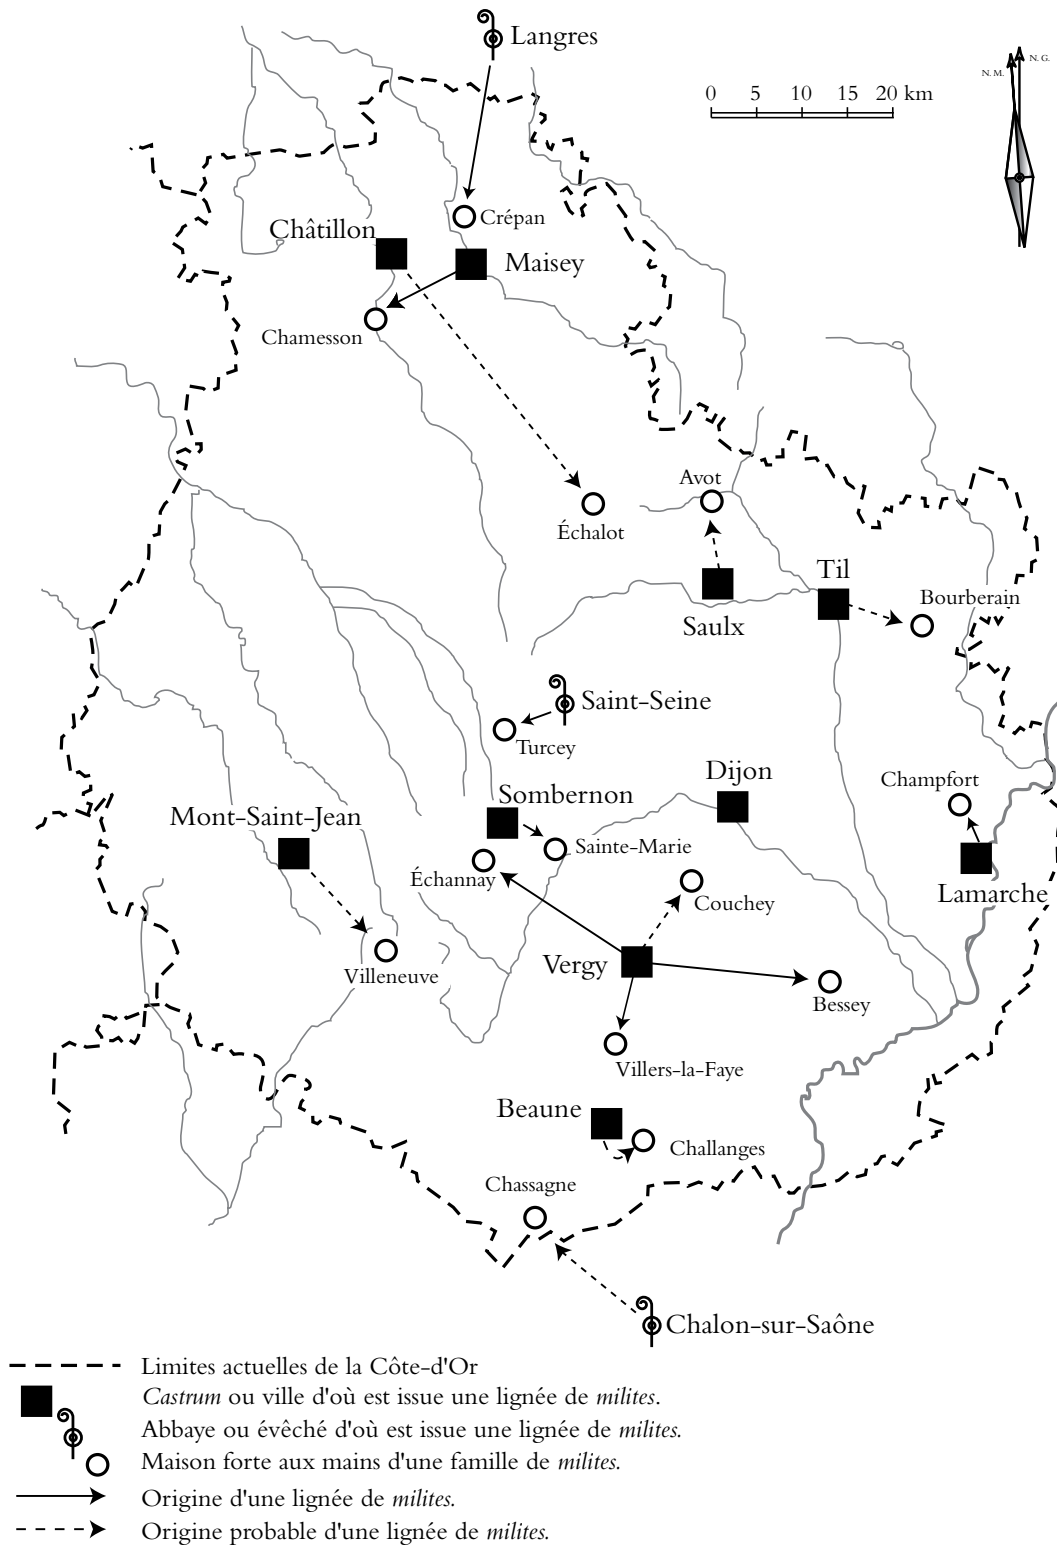 Langres
N. M.
N. G.
0 5 10 15 20 km
Crépan
Châtillon
Maisey
Chamesson
Avot
Échalot
Til
Bourberain
Saulx
Saint-Seine
Turcey
Dijon
Champfort
Sombernon
Mont-Saint-Jean
Sainte-Marie
Échannay
Lamarche
Couchey
Vergy
Villeneuve
Bessey
Villers-la-Faye
Beaune
Challanges
Chassagne
Chalon-sur-Saône
Limites actuelles de la Côte-d'Or
Castrum ou ville d'où est issue une lignée de milites.
Abbaye ou évêché d'où est issue une lignée de milites.
Maison forte aux mains d'une famille de milites.
Origine d'une lignée de milites.
Origine probable d'une lignée de milites.